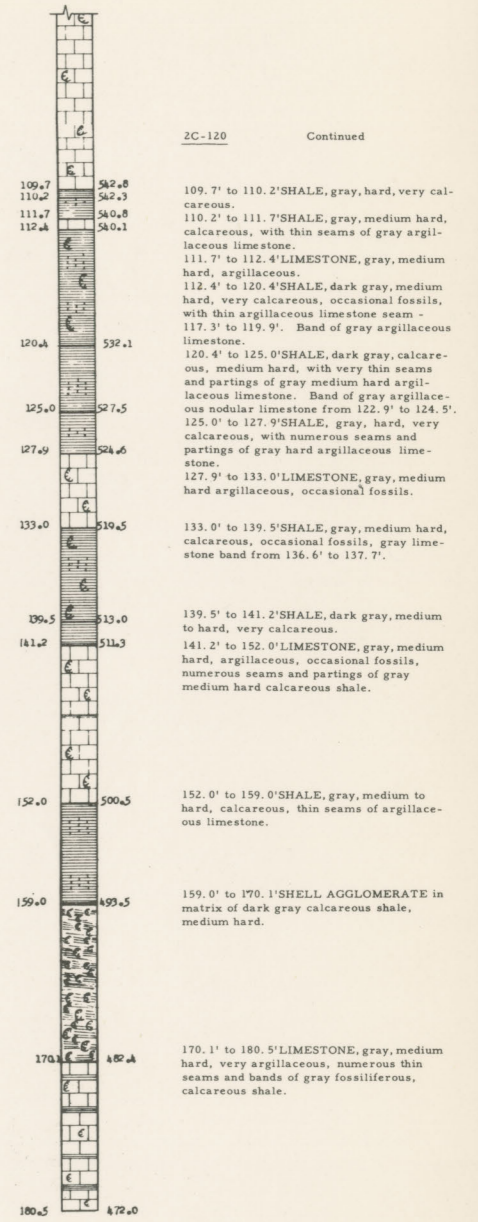 2C-120 Continued
109.7 542.8
110.2 542.3
109.7' to 110.2'SHALE, gray, hard, very cal-
careous.
111.7 540.8
110.2' to 111.7'SHALE, gray, medium hard,
112.4 540.1
calcareous, with thin seams of gray argil-
laceous limestone.
111.7' to 112.4'LIMESTONE, gray, medium
hard, argillaceous.
112.4' to 120.4'SHALE, dark gray, medium
hard, very calcareous, occasional fossils,
with thin argillaceous limestone seam -
117.3' to 119.9'. Band of gray argillaceous
limestone.
120.4 532.1
120.4' to 125.0'SHALE, dark gray, calcare-
ous, medium hard, with very thin seams
and partings of gray medium hard argil-
laceous limestone. Band of gray argillace-
ous nodular limestone from 122.9' to 124.5'.
125.0 527.5
125.0' to 127.9'SHALE, gray, hard, very
calcareous, with numerous seams and
partings of gray hard argillaceous lime-
stone.
127.9 524.6
127.9' to 133.0'LIMESTONE, gray, medium
hard argillaceous, occasional fossils.
133.0 519.5
133.0' to 139.5'SHALE, gray, medium hard,
calcareous, occasional fossils, gray lime-
stone band from 136.6' to 137.7'.
139.5 513.0
139.5' to 141.2'SHALE, dark gray, medium
to hard, very calcareous.
141.2 511.3
141.2' to 152.0'LIMESTONE, gray, medium
hard, argillaceous, occasional fossils,
numerous seams and partings of gray
medium hard calcareous shale.
152.0 500.5
152.0' to 159.0'SHALE, gray, medium to
hard, calcareous, thin seams of argillace-
ous limestone.
159.0 493.5
159.0' to 170.1'SHELL AGGLOMERATE in
matrix of dark gray calcareous shale,
medium hard.
170.1 482.4
170.1' to 180.5'LIMESTONE, gray, medium
hard, very argillaceous, numerous thin
seams and bands of gray fossiliferous,
calcareous shale.
180.5 472.0